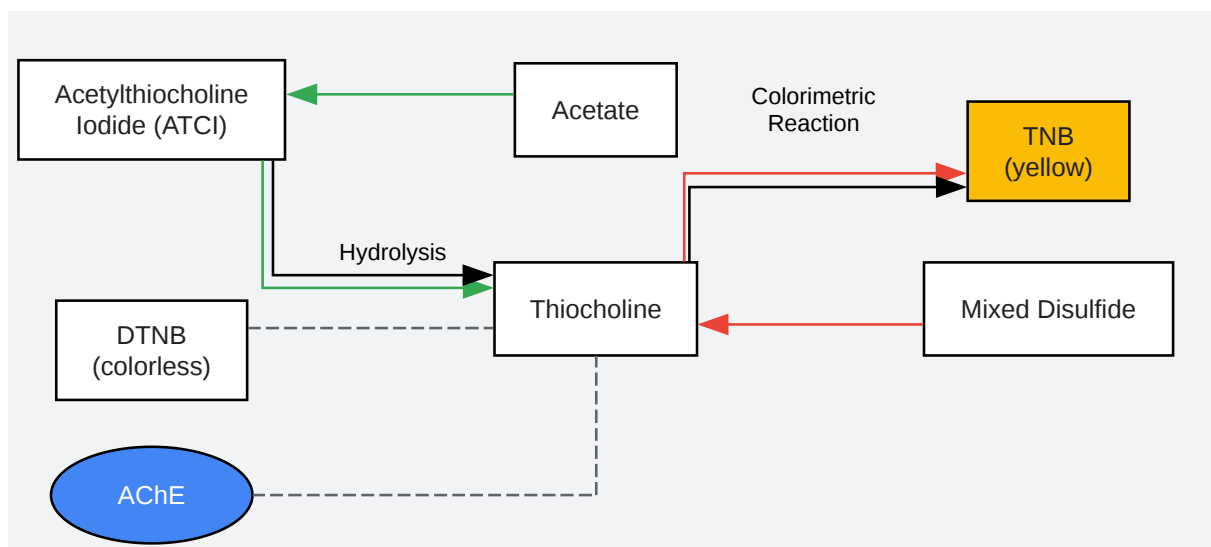 Acetylthiocholine
Iodide (ATCI)
Acetate
Colorimetric
Reaction
TNB
(yellow)
Hydrolysis
Thiocholine
Mixed Disulfide
DTNB
(colorless)
AChE